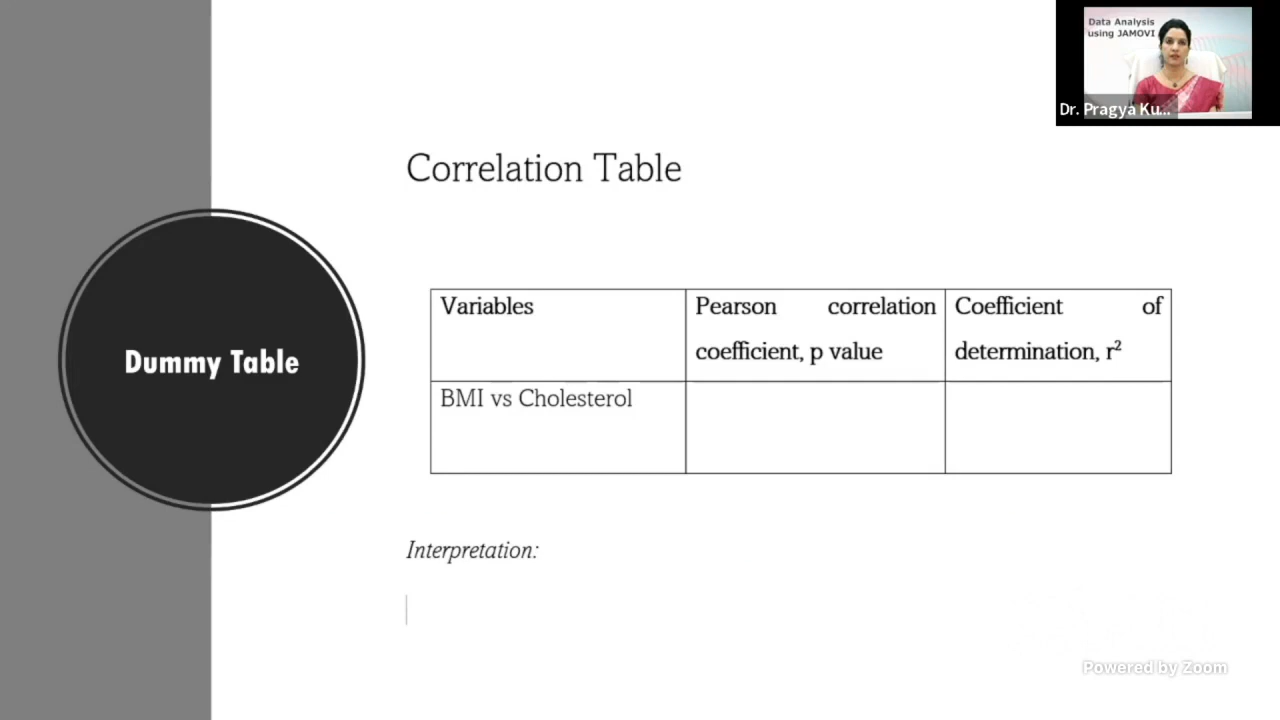 Data Analysis
using JAMOVI
Dr. Pragya Ku...
Correlation Table
Dummy Table
Variables
Pearson correlation
coefficient, p value
Coefficient of
determination, r²
BMI vs Cholesterol
Interpretation:
Powered by Zoom